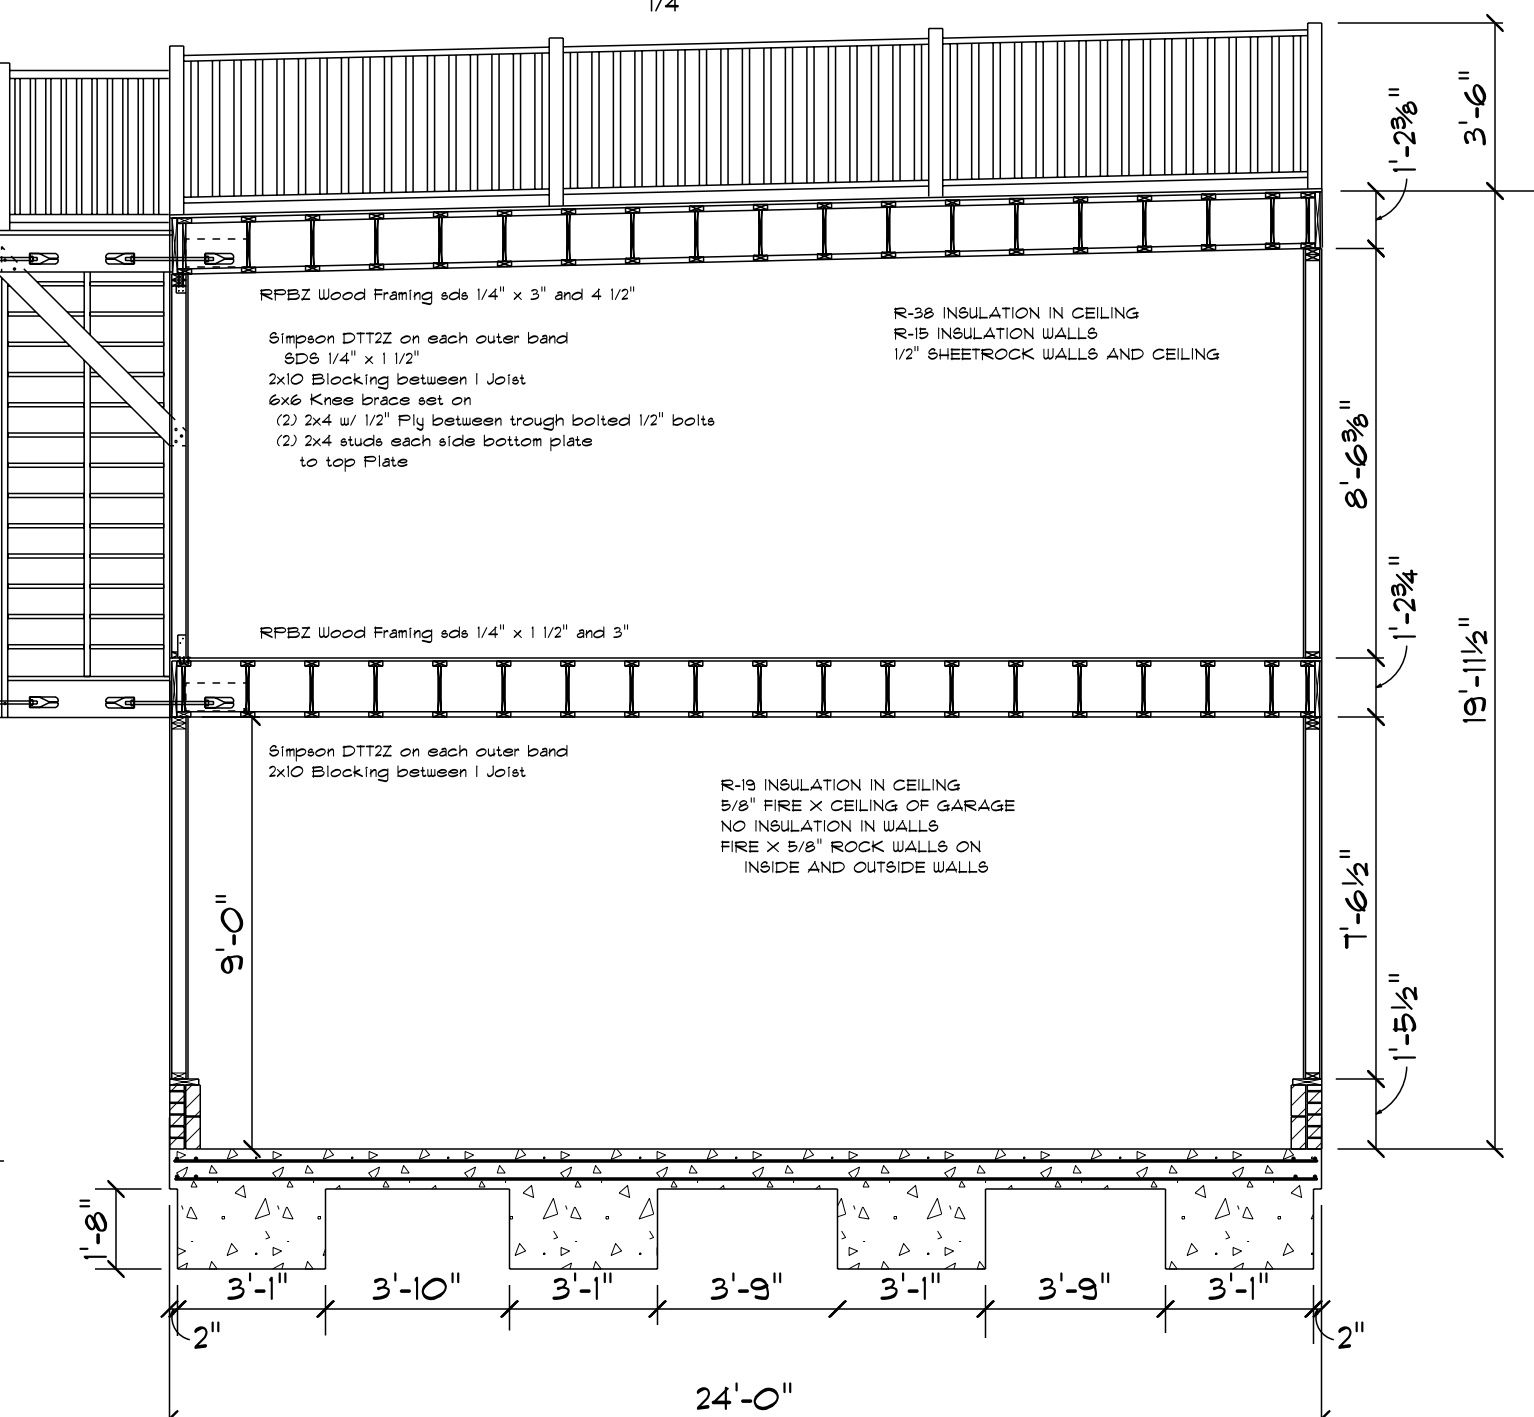 1/4
3'-6"
1'-2⅜"
RPBZ Wood Framing sds 1/4" x 3" and 4 1/2"
R-38 INSULATION IN CEILING
R-15 INSULATION WALLS
1/2" SHEETROCK WALLS AND CEILING
Simpson DTT2Z on each outer band
SDS 1/4" x 1 1/2"
2x10 Blocking between I Joist
6x6 Knee brace set on
(2) 2x4 w/ 1/2" Ply between trough bolted 1/2" bolts
(2) 2x4 studs each side bottom plate
to top Plate
8'-6⅜"
1'-2¾"
RPBZ Wood Framing sds 1/4" x 1 1/2" and 3"
19'-11½"
Simpson DTT2Z on each outer band
2x10 Blocking between I Joist
R-19 INSULATION IN CEILING
5/8" FIRE X CEILING OF GARAGE
NO INSULATION IN WALLS
FIRE X 5/8" ROCK WALLS ON
INSIDE AND OUTSIDE WALLS
9'-0"
7'-6½"
1'-5½"
1'-8"
3'-1"
3'-10"
3'-1"
3'-9"
3'-1"
3'-9"
3'-1"
2"
2"
24'-0"